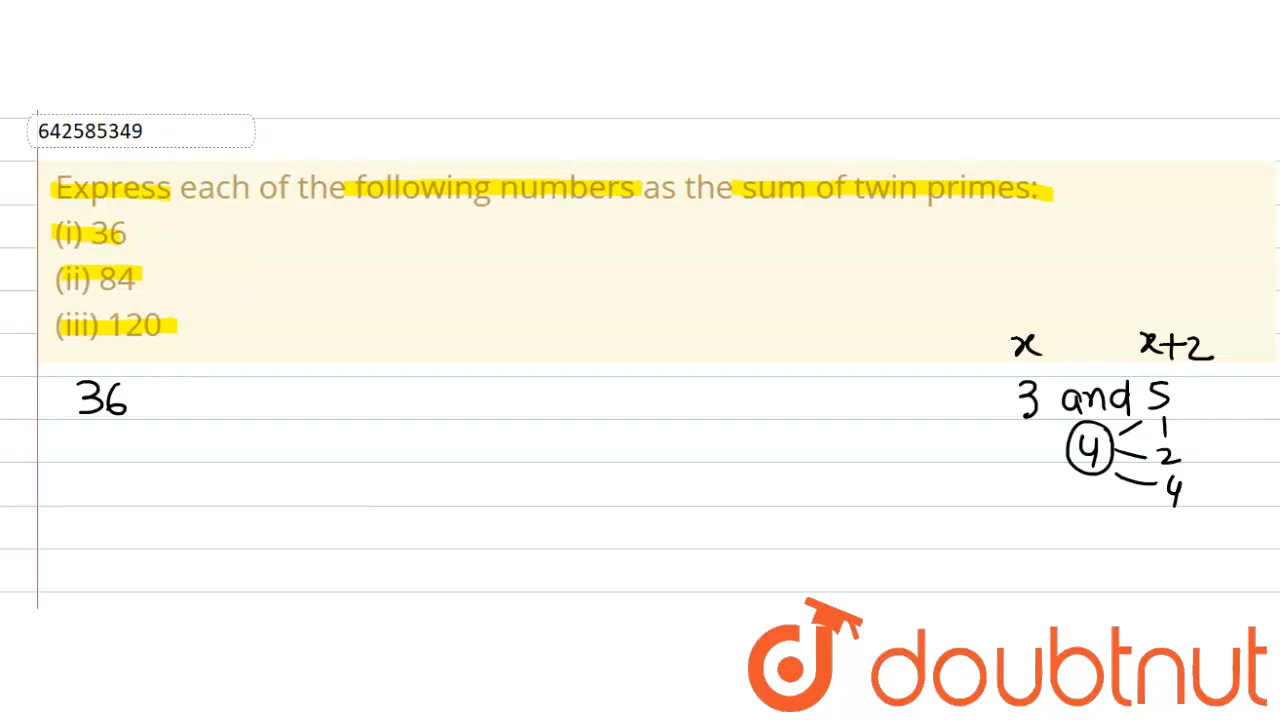 642585349
Express each of the following numbers as the sum of twin primes:
(i) 36
(ii) 84
(iii) 120
x x+2
36 3 and 5
4 1
2
4
doubtnut